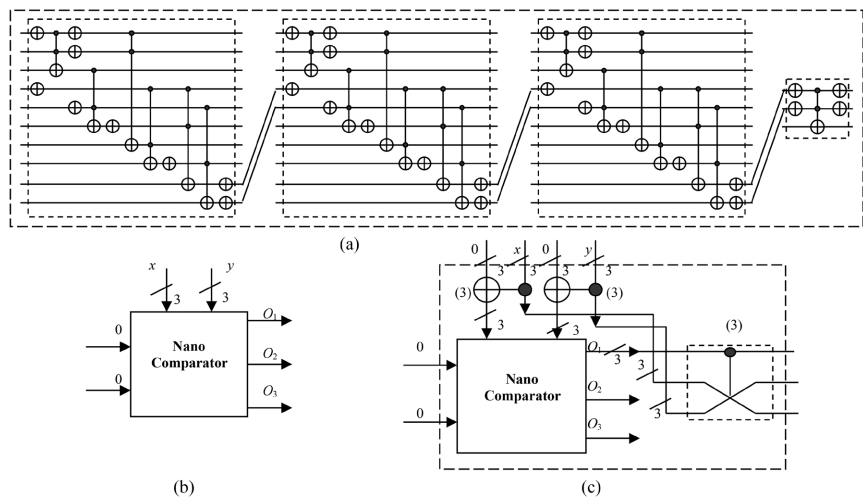 (a)
x y
3 3
0
0
Nano
Comparator
O1
O2
O3
(b)
0 x 0 y
3 3 3 3
(3) (3)
3 3
0
0
Nano
Comparator
O1
O2
O3
3
3
3
(3)
(c)